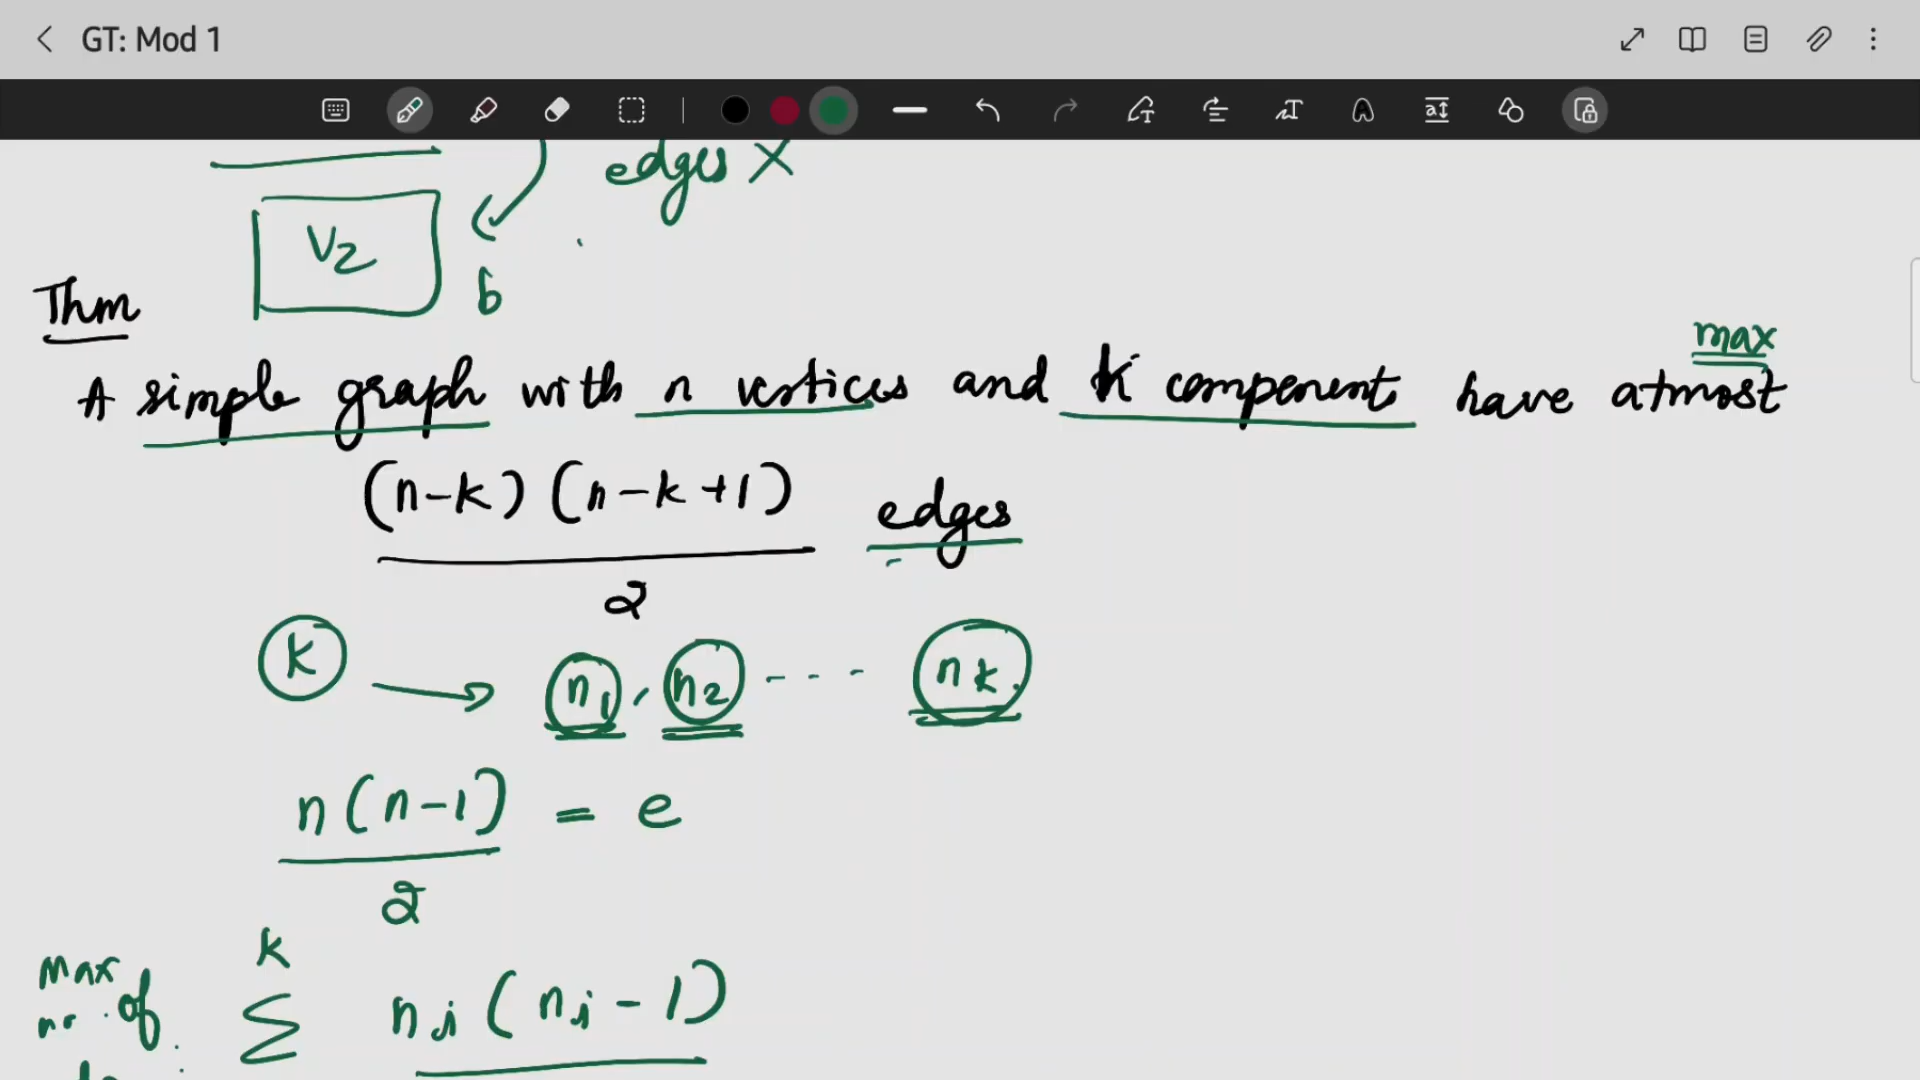 GT: Mod 1
edges X
V2
b
Thm
max
A simple graph with n vertices and k component have atmost
(n-k) (n-k+1)
edges
2
k → n1, n2 ---- nk.
n(n-1) = e
2
max
no. of
k
Σ ni (ni - 1)